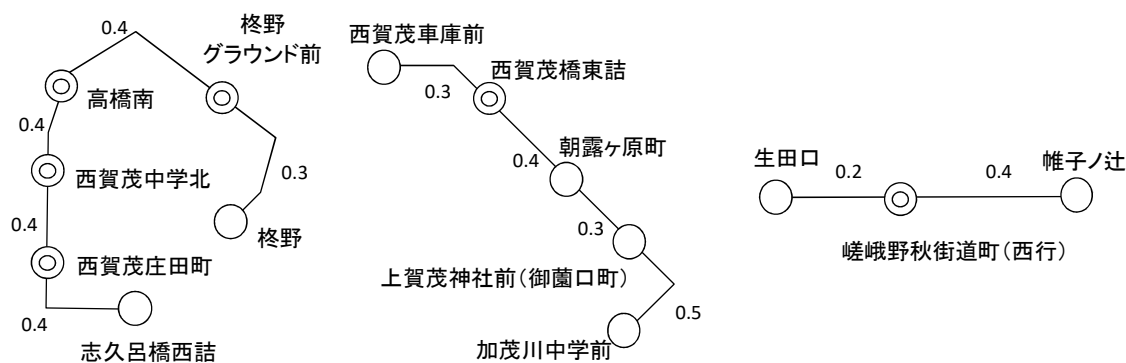 柊野
グラウンド前
0.4
高橋南
0.4
0.3
西賀茂中学北
柊野
0.4
西賀茂庄田町
0.4
志久呂橋西詰
西賀茂車庫前
西賀茂橋東詰
0.3
朝露ヶ原町
0.4
0.3
上賀茂神社前(御薗口町)
0.5
加茂川中学前
生田口
帷子ノ辻
0.2
0.4
嵯峨野秋街道町(西行)